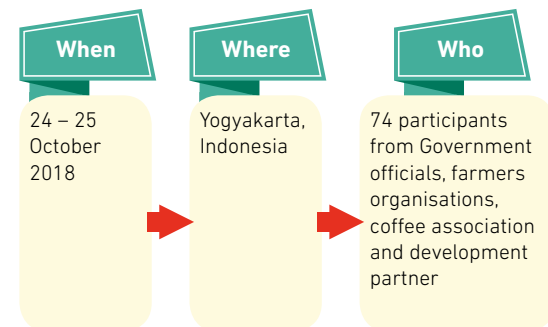 When
24 – 25
October
2018
Where
Yogyakarta,
Indonesia
Who
74 participants
from Government
officials, farmers
organisations,
coffee association
and development
partner